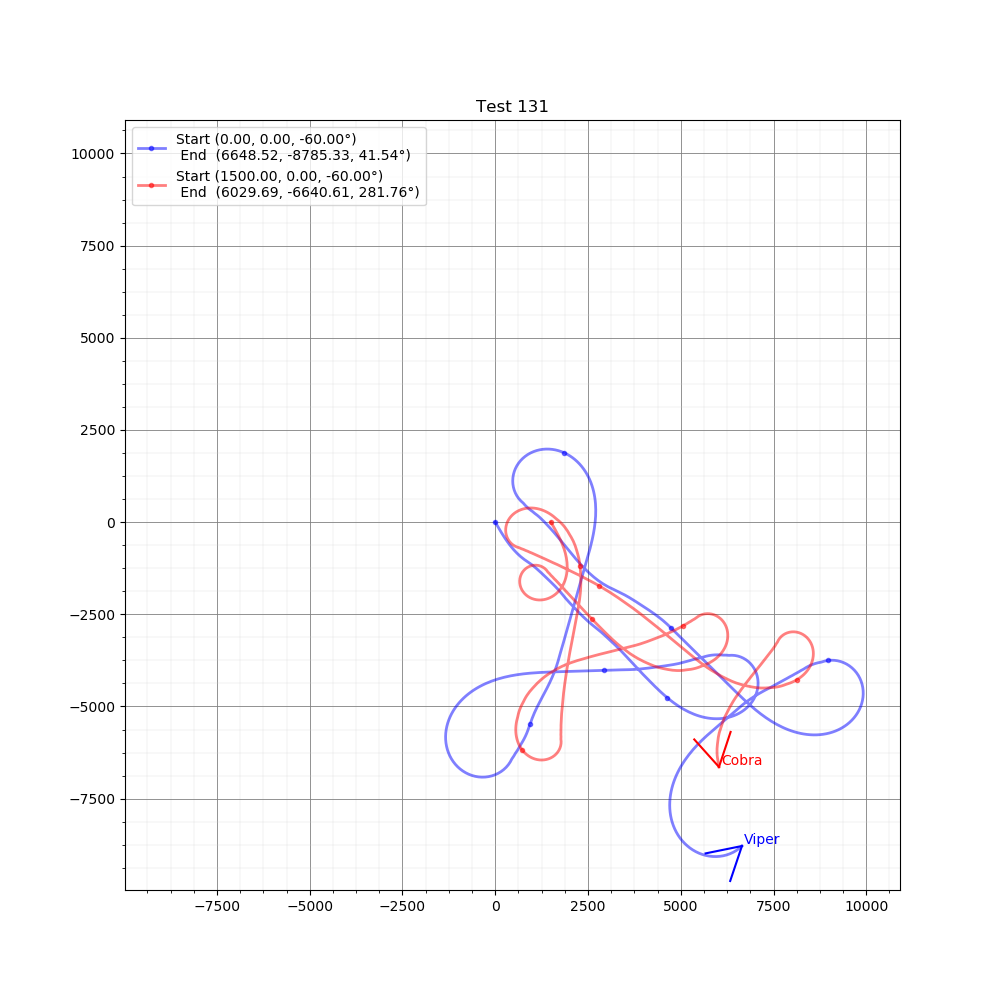 Test 131
Start (0.00, 0.00, -60.00°)
End  (6648.52, -8785.33, 41.54°)
Start (1500.00, 0.00, -60.00°)
End  (6029.69, -6640.61, 281.76°)
10000
7500
5000
2500
0
−2500
−5000
−7500
Cobra
Viper
−7500
−5000
−2500
0
2500
5000
7500
10000